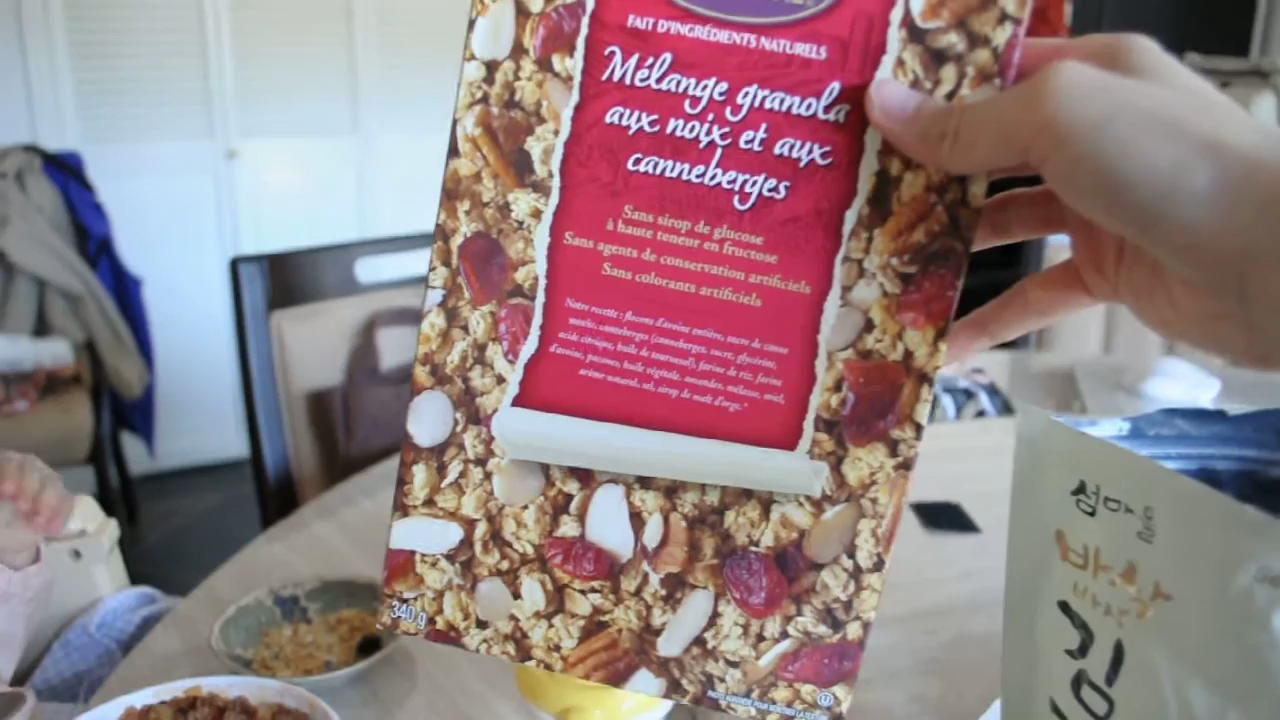 FAIT D'INGRÉDIENTS NATURELS
Mélange granola
aux noix et aux
canneberges
Sans sirop de glucose
à haute teneur en fructose
Sans agents de conservation artificiels
Sans colorants artificiels
Notre recette : flocons d'avoine entière, sucre de canne
moulu, canneberges (canneberges, sucre, glycérine,
acide citrique, huile de tournesol), farine de riz, farine
d'avoine, pacanes, huile végétale, amandes, mélasse, miel,
arôme naturel, sel, sirop de malt d'orge.*
340 g